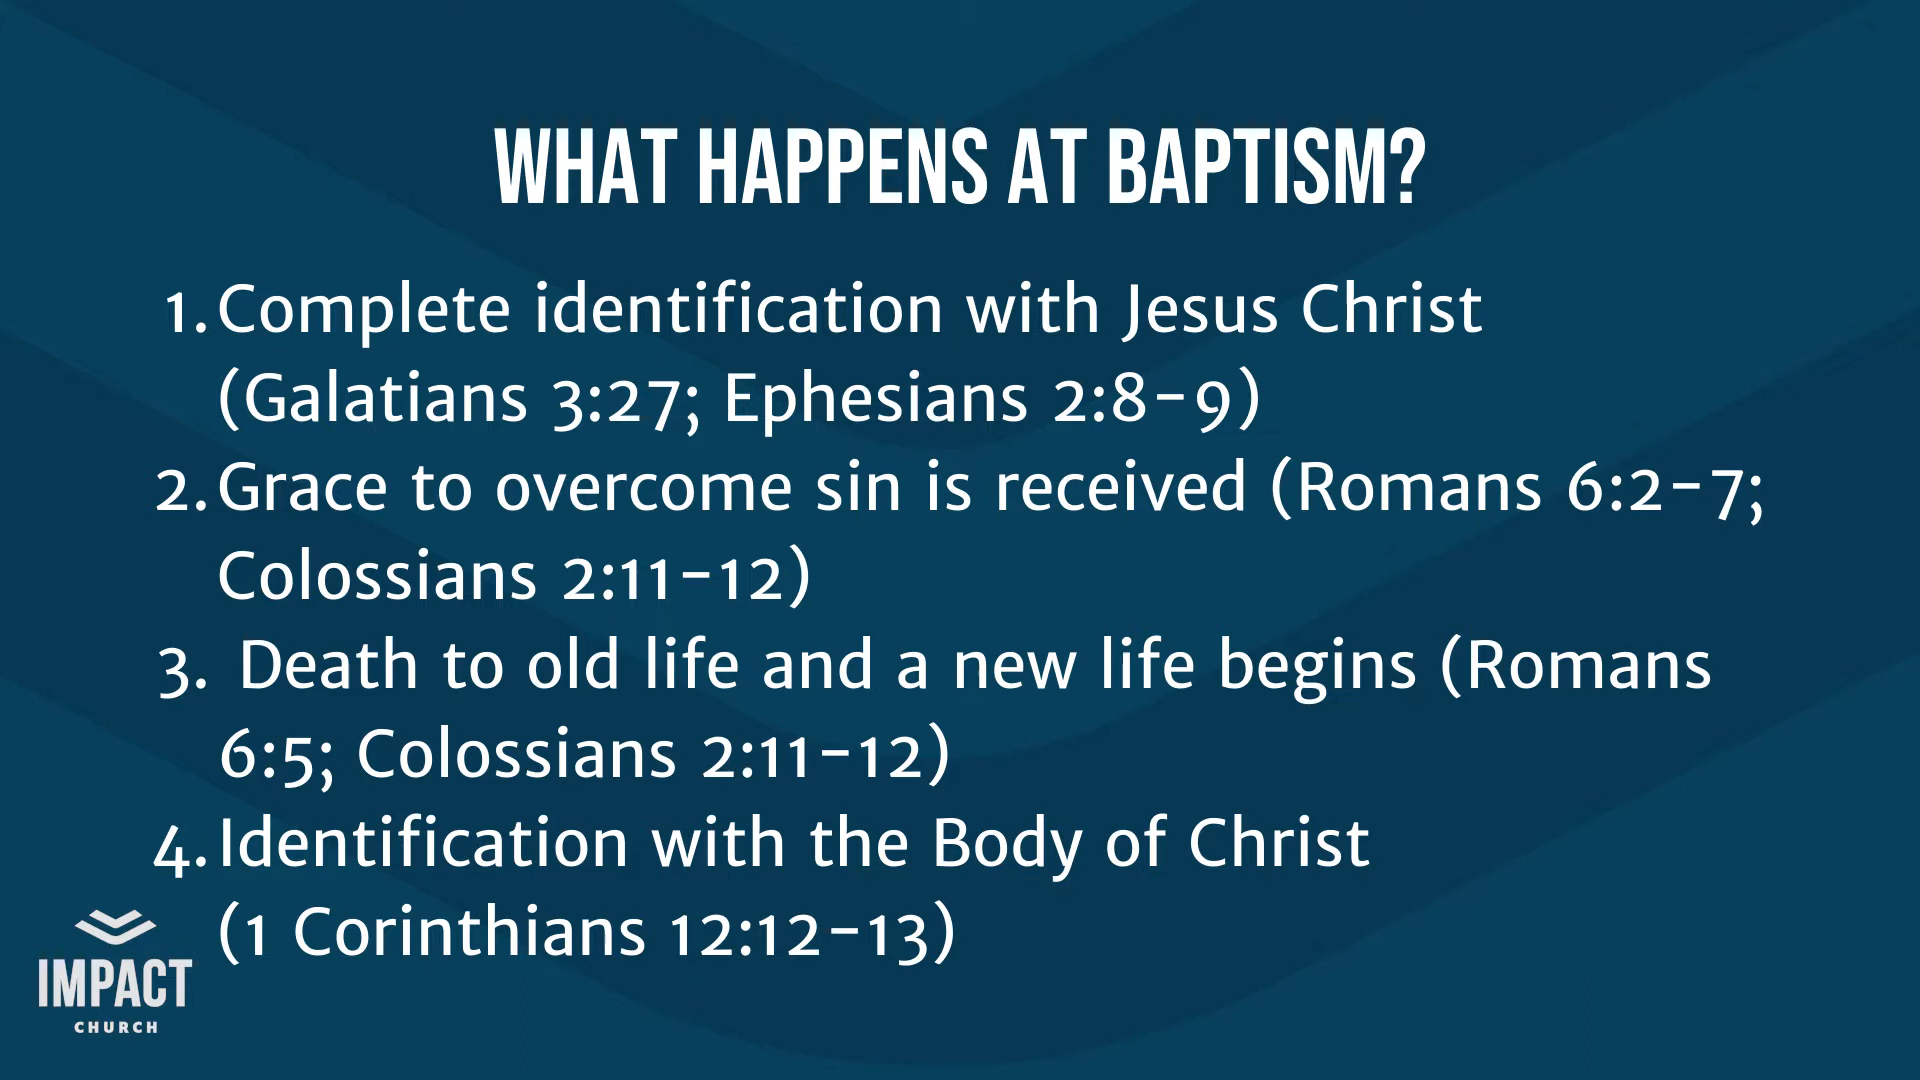 WHAT HAPPENS AT BAPTISM?
1. Complete identification with Jesus Christ
(Galatians 3:27; Ephesians 2:8-9)
2. Grace to overcome sin is received (Romans 6:2-7;
Colossians 2:11-12)
3. Death to old life and a new life begins (Romans
6:5; Colossians 2:11-12)
4. Identification with the Body of Christ
(1 Corinthians 12:12-13)
IMPACT
CHURCH